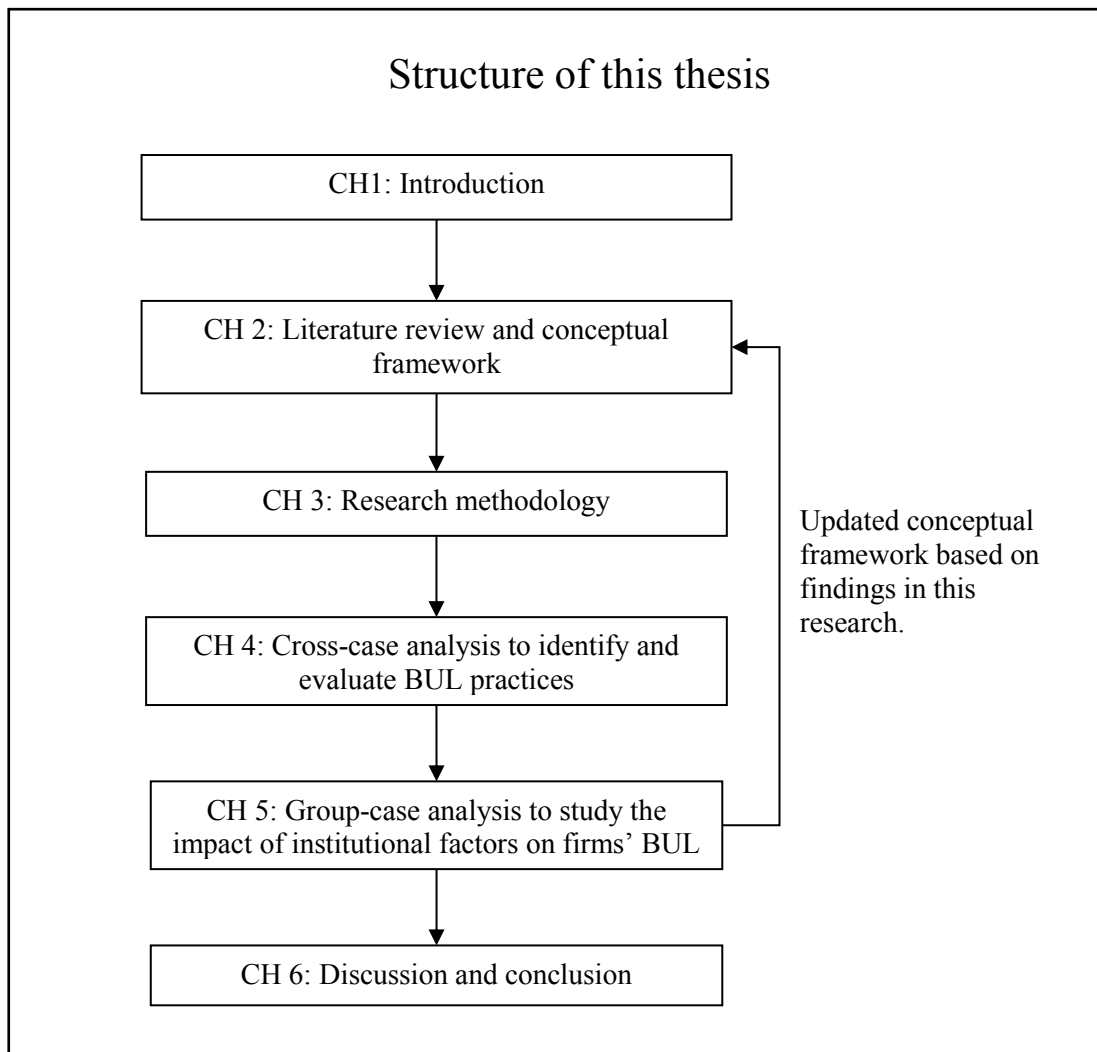 Structure of this thesis
CH1: Introduction
CH 2: Literature review and conceptual
framework
CH 3: Research methodology
Updated conceptual
framework based on
findings in this
research.
CH 4: Cross-case analysis to identify and
evaluate BUL practices
CH 5: Group-case analysis to study the
impact of institutional factors on firms’ BUL
CH 6: Discussion and conclusion